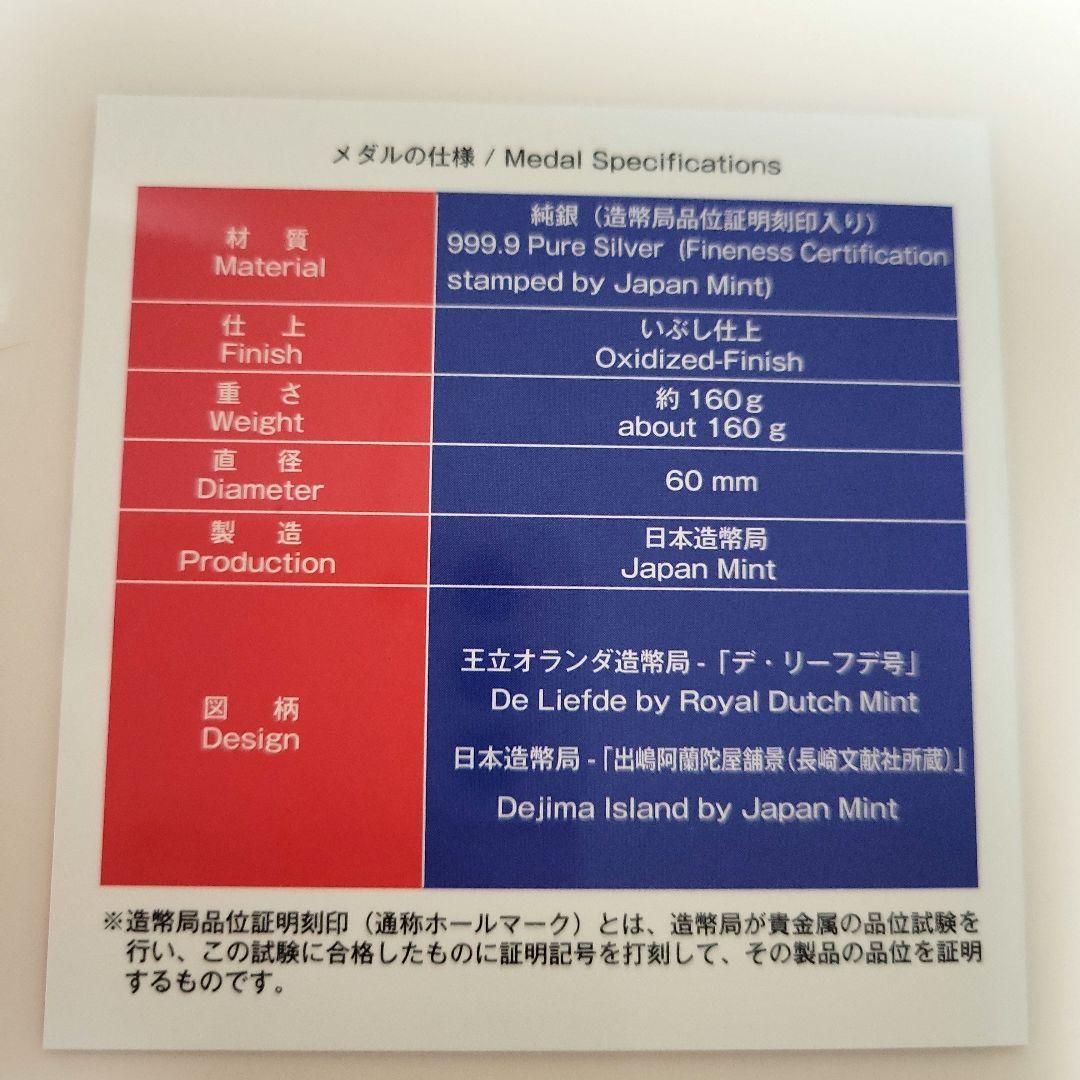 メダルの仕様 / Medal Specifications
材 質
Material
純銀（造幣局品位証明刻印入り）
999.9 Pure Silver (Fineness Certification
stamped by Japan Mint)
仕 上
Finish
いぶし仕上
Oxidized-Finish
重 さ
Weight
約 160g
about 160 g
直 径
Diameter
60 mm
製 造
Production
日本造幣局
Japan Mint
図 柄
Design
王立オランダ造幣局 -「デ・リーフデ号」
De Liefde by Royal Dutch Mint
日本造幣局 -「出嶋阿蘭陀屋舗景（長崎文献社所蔵）」
Dejima Island by Japan Mint
※造幣局品位証明刻印（通称ホールマーク）とは、造幣局が貴金属の品位試験を
行い、この試験に合格したものに証明記号を打刻して、その製品の品位を証明
するものです。